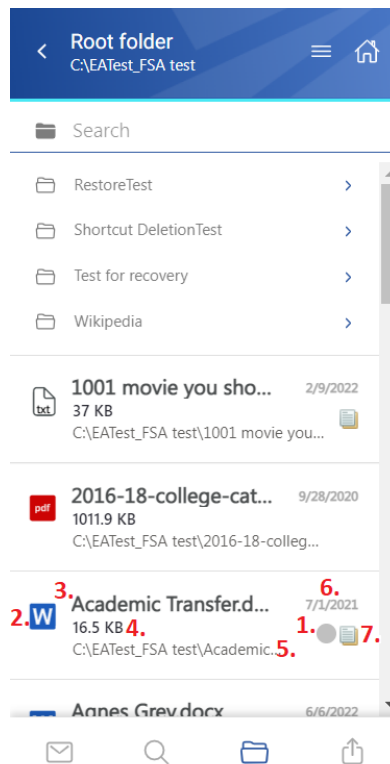 Root folder
C:\EATest_FSA test
Search
RestoreTest
Shortcut DeletionTest
Test for recovery
Wikipedia
1001 movie you sho... 2/9/2022
txt
37 KB
C:\EATest_FSA test\1001 movie you...
2016-18-college-cat... 9/28/2020
pdf
1011.9 KB
C:\EATest_FSA test\2016-18-colleg...
3. 6.
Academic Transfer.d... 7/1/2021
2. W 16.5 KB 4. 1. 7.
C:\EATest_FSA test\Academic... 5.
Agnes Grey.docx 6/6/2022